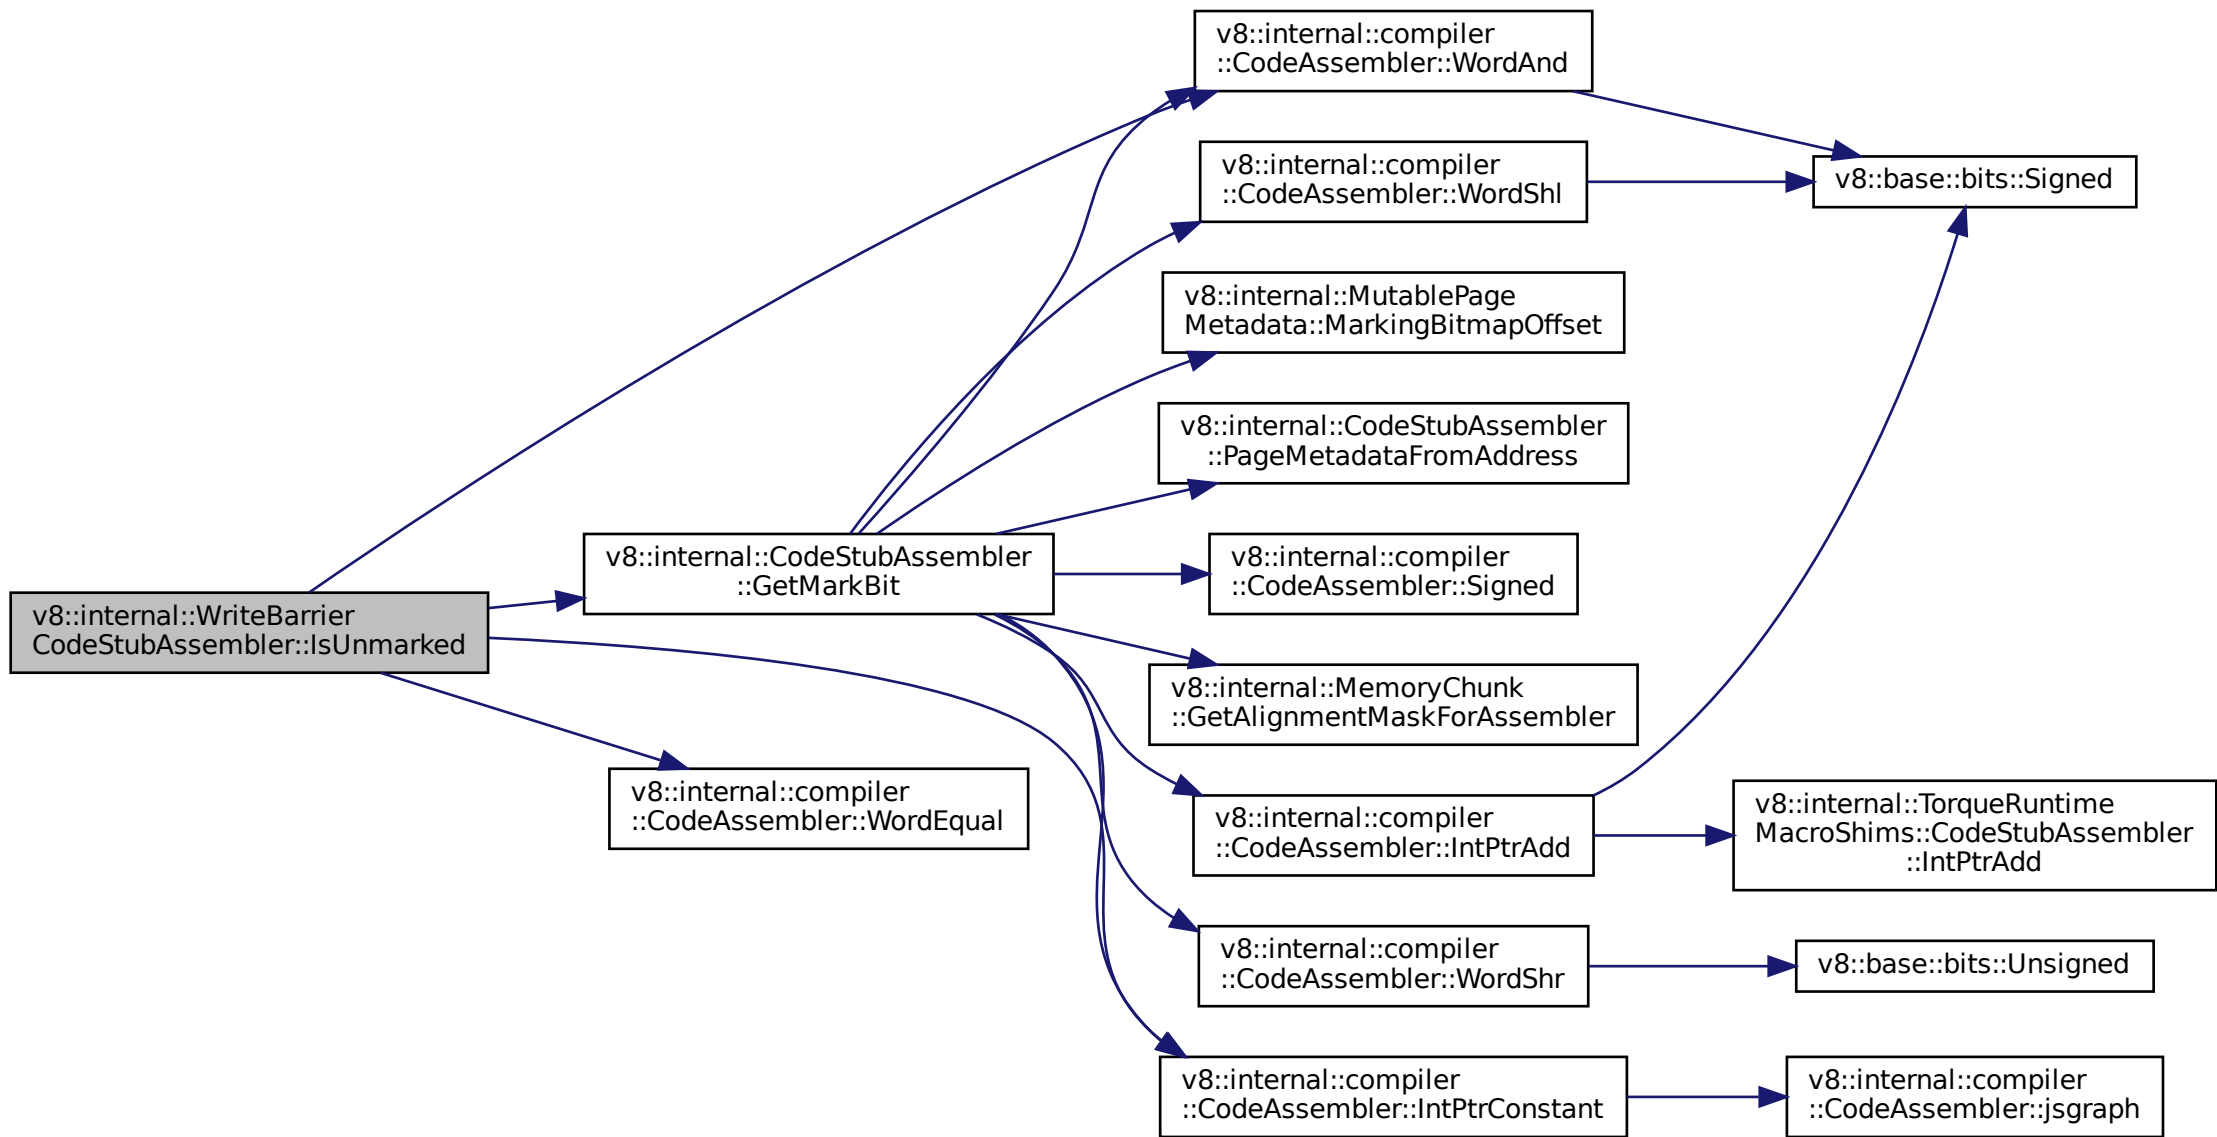 v8::internal::WriteBarrier
CodeStubAssembler::IsUnmarked
v8::internal::CodeStubAssembler
::GetMarkBit
v8::internal::compiler
::CodeAssembler::WordEqual
v8::internal::compiler
::CodeAssembler::WordAnd
v8::internal::compiler
::CodeAssembler::WordShl
v8::internal::MutablePage
Metadata::MarkingBitmapOffset
v8::internal::CodeStubAssembler
::PageMetadataFromAddress
v8::internal::compiler
::CodeAssembler::Signed
v8::internal::MemoryChunk
::GetAlignmentMaskForAssembler
v8::internal::compiler
::CodeAssembler::IntPtrAdd
v8::internal::compiler
::CodeAssembler::WordShr
v8::internal::compiler
::CodeAssembler::IntPtrConstant
v8::base::bits::Signed
v8::internal::TorqueRuntime
MacroShims::CodeStubAssembler
::IntPtrAdd
v8::base::bits::Unsigned
v8::internal::compiler
::CodeAssembler::jsgraph